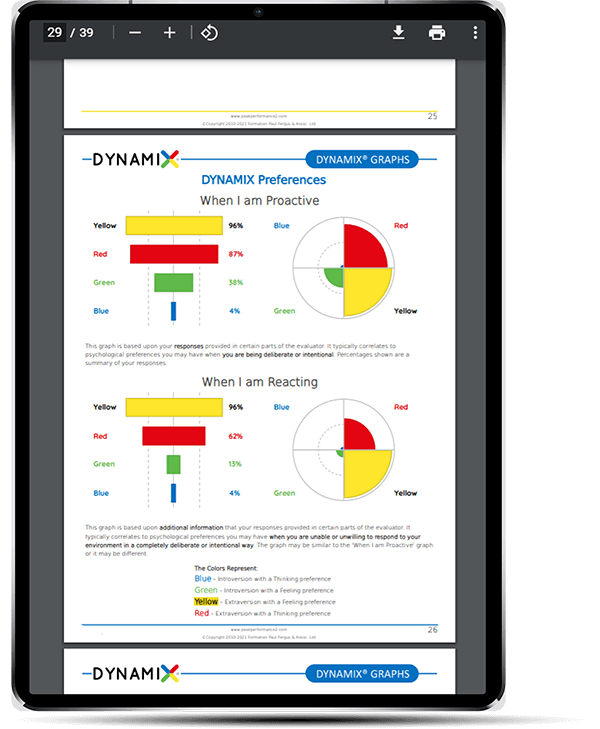 29 / 39
25
www.peakperformance2.com
©Copyright 2010-2021 Formation Paul Fergus & Assoc. Ltd.
DYNAMIX
DYNAMIX® GRAPHS
DYNAMIX Preferences
When I am Proactive
Yellow 96%
Red 87%
Green 38%
Blue 4%
Blue Red
Green Yellow
This graph is based upon your responses provided in certain parts of the evaluator. It typically correlates to
psychological preferences you may have when you are being deliberate or intentional. Percentages shown are a
summary of your responses.
When I am Reacting
Yellow 96%
Red 62%
Green 13%
Blue 4%
Blue Red
Green Yellow
This graph is based upon additional information that your responses provided in certain parts of the evaluator. It
typically correlates to psychological preferences you may have when you are unable or unwilling to respond to your
environment in a completely deliberate or intentional way. The graph may be similar to the 'When I am Proactive' graph
or it may be different.
The Colors Represent:
Blue - Introversion with a Thinking preference
Green - Introversion with a Feeling preference
Yellow - Extraversion with a Feeling preference
Red - Extraversion with a Thinking preference
www.peakperformance2.com
26
©Copyright 2010-2021 Formation Paul Fergus & Assoc. Ltd.
DYNAMIX
DYNAMIX® GRAPHS